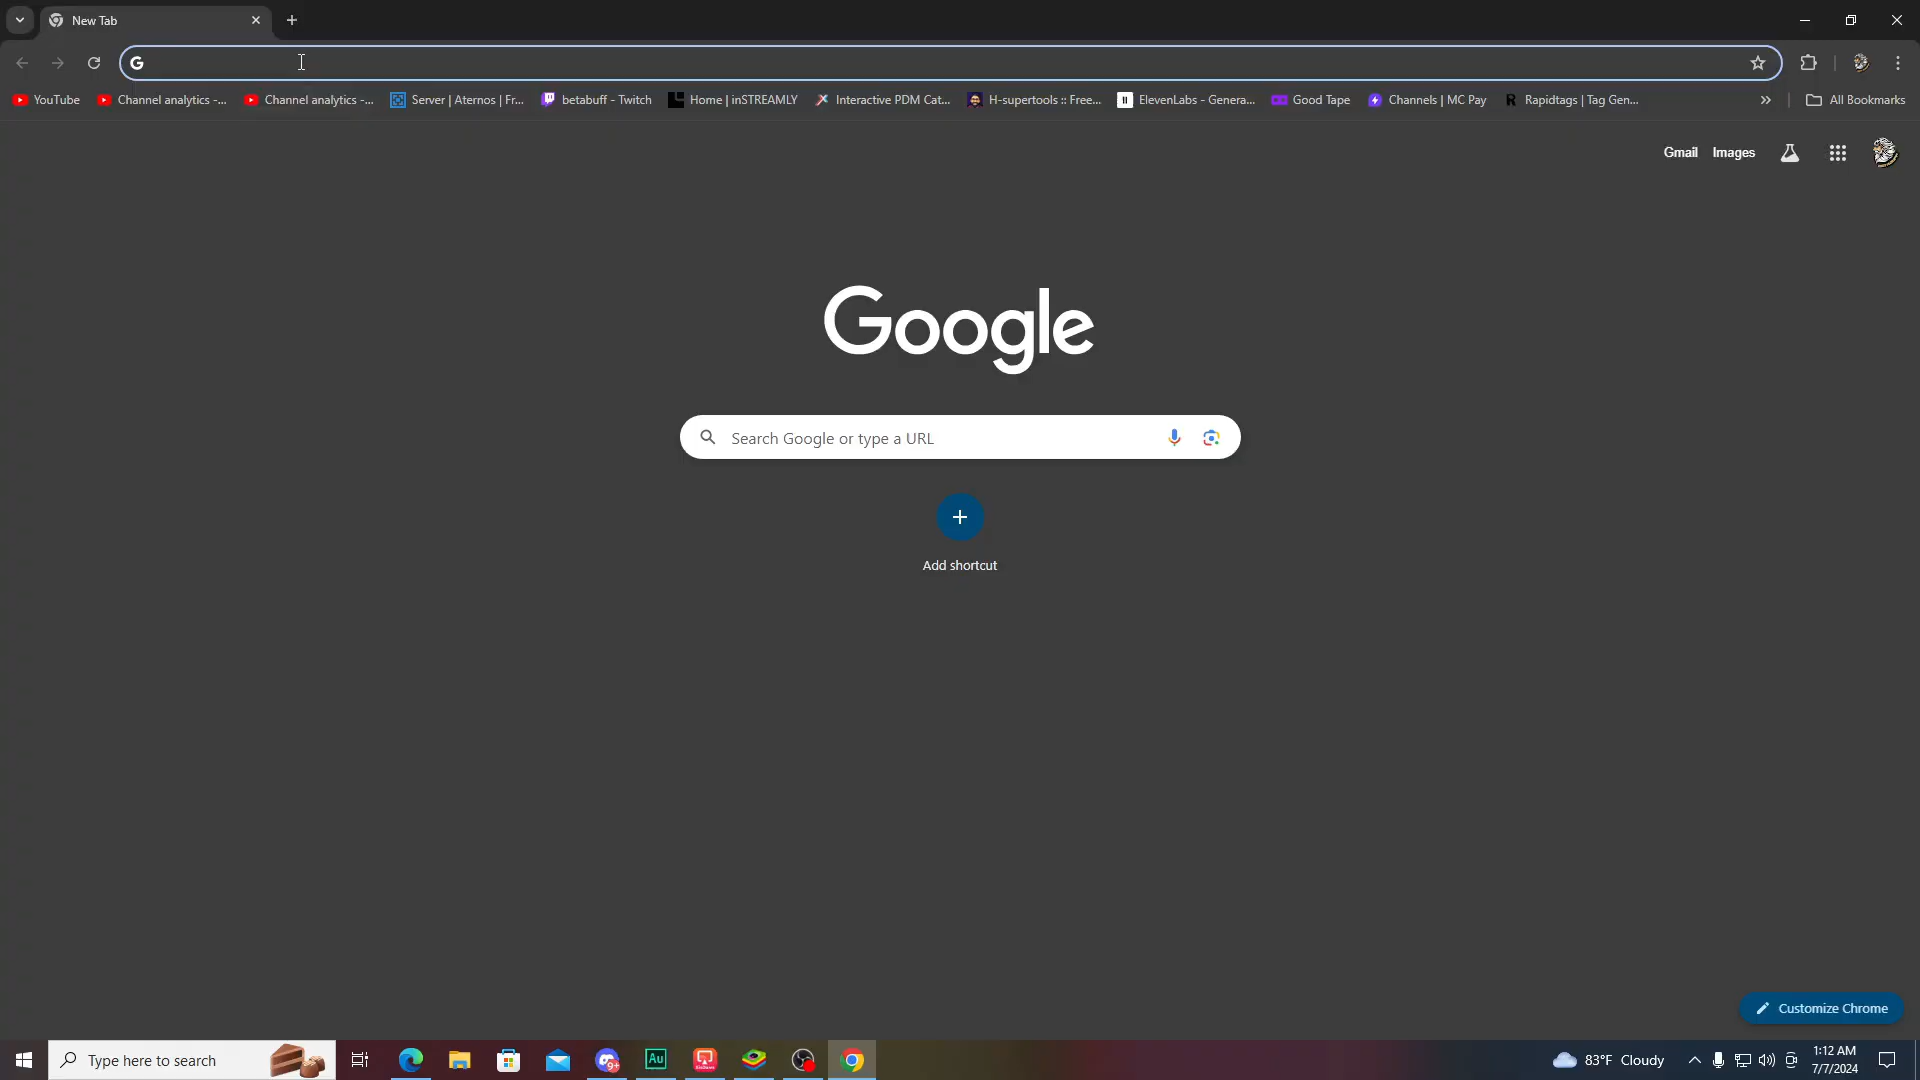 New Tab
YouTube
Channel analytics -...
Channel analytics -...
Server | Aternos | Fr...
betabuff - Twitch
Home | inSTREAMLY
Interactive PDM Cat...
H-supertools :: Free...
ElevenLabs - Genera...
Good Tape
Channels | MC Pay
Rapidtags | Tag Gen...
All Bookmarks
Gmail
Images
Google
Search Google or type a URL
Add shortcut
Customize Chrome
Type here to search
9+
Au
83°F Cloudy
1:12 AM
7/7/2024